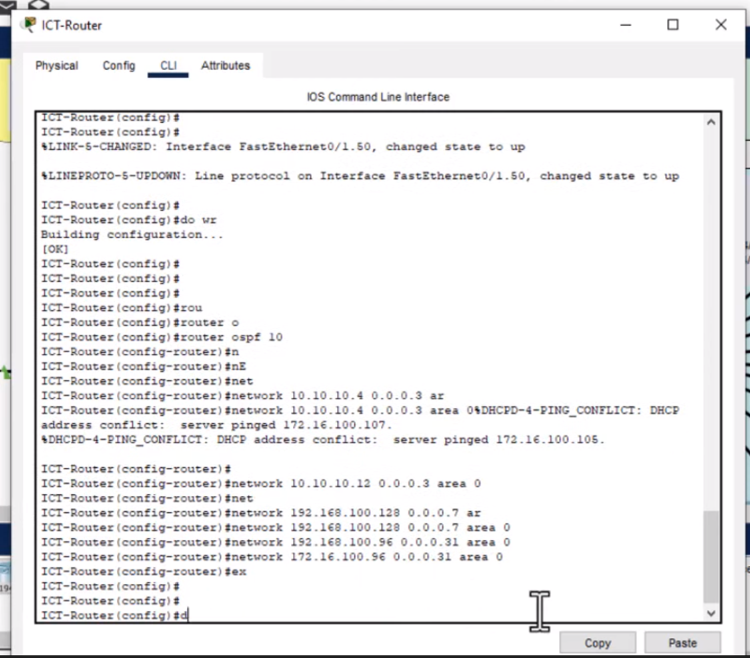 ICT-Router
Physical Config CLI Attributes
IOS Command Line Interface
ICT-Router(config)#
ICT-Router(config)#
%LINK-5-CHANGED: Interface FastEthernet0/1.50, changed state to up
%LINEPROTO-5-UPDOWN: Line protocol on Interface FastEthernet0/1.50, changed state to up
ICT-Router(config)#
ICT-Router(config)#do wr
Building configuration...
[OK]
ICT-Router(config)#
ICT-Router(config)#
ICT-Router(config)#
ICT-Router(config)#rou
ICT-Router(config)#router o
ICT-Router(config)#router ospf 10
ICT-Router(config-router)#n
ICT-Router(config-router)#nE
ICT-Router(config-router)#net
ICT-Router(config-router)#network 10.10.10.4 0.0.0.3 ar
ICT-Router(config-router)#network 10.10.10.4 0.0.0.3 area 0%DHCPD-4-PING_CONFLICT: DHCP
address conflict:  server pinged 172.16.100.107.
%DHCPD-4-PING_CONFLICT: DHCP address conflict:  server pinged 172.16.100.105.
ICT-Router(config-router)#
ICT-Router(config-router)#network 10.10.10.12 0.0.0.3 area 0
ICT-Router(config-router)#net
ICT-Router(config-router)#network 192.168.100.128 0.0.0.7 ar
ICT-Router(config-router)#network 192.168.100.128 0.0.0.7 area 0
ICT-Router(config-router)#network 192.168.100.96 0.0.0.31 area 0
ICT-Router(config-router)#network 172.16.100.96 0.0.0.31 area 0
ICT-Router(config-router)#ex
ICT-Router(config)#
ICT-Router(config)#
ICT-Router(config)#d
Copy Paste